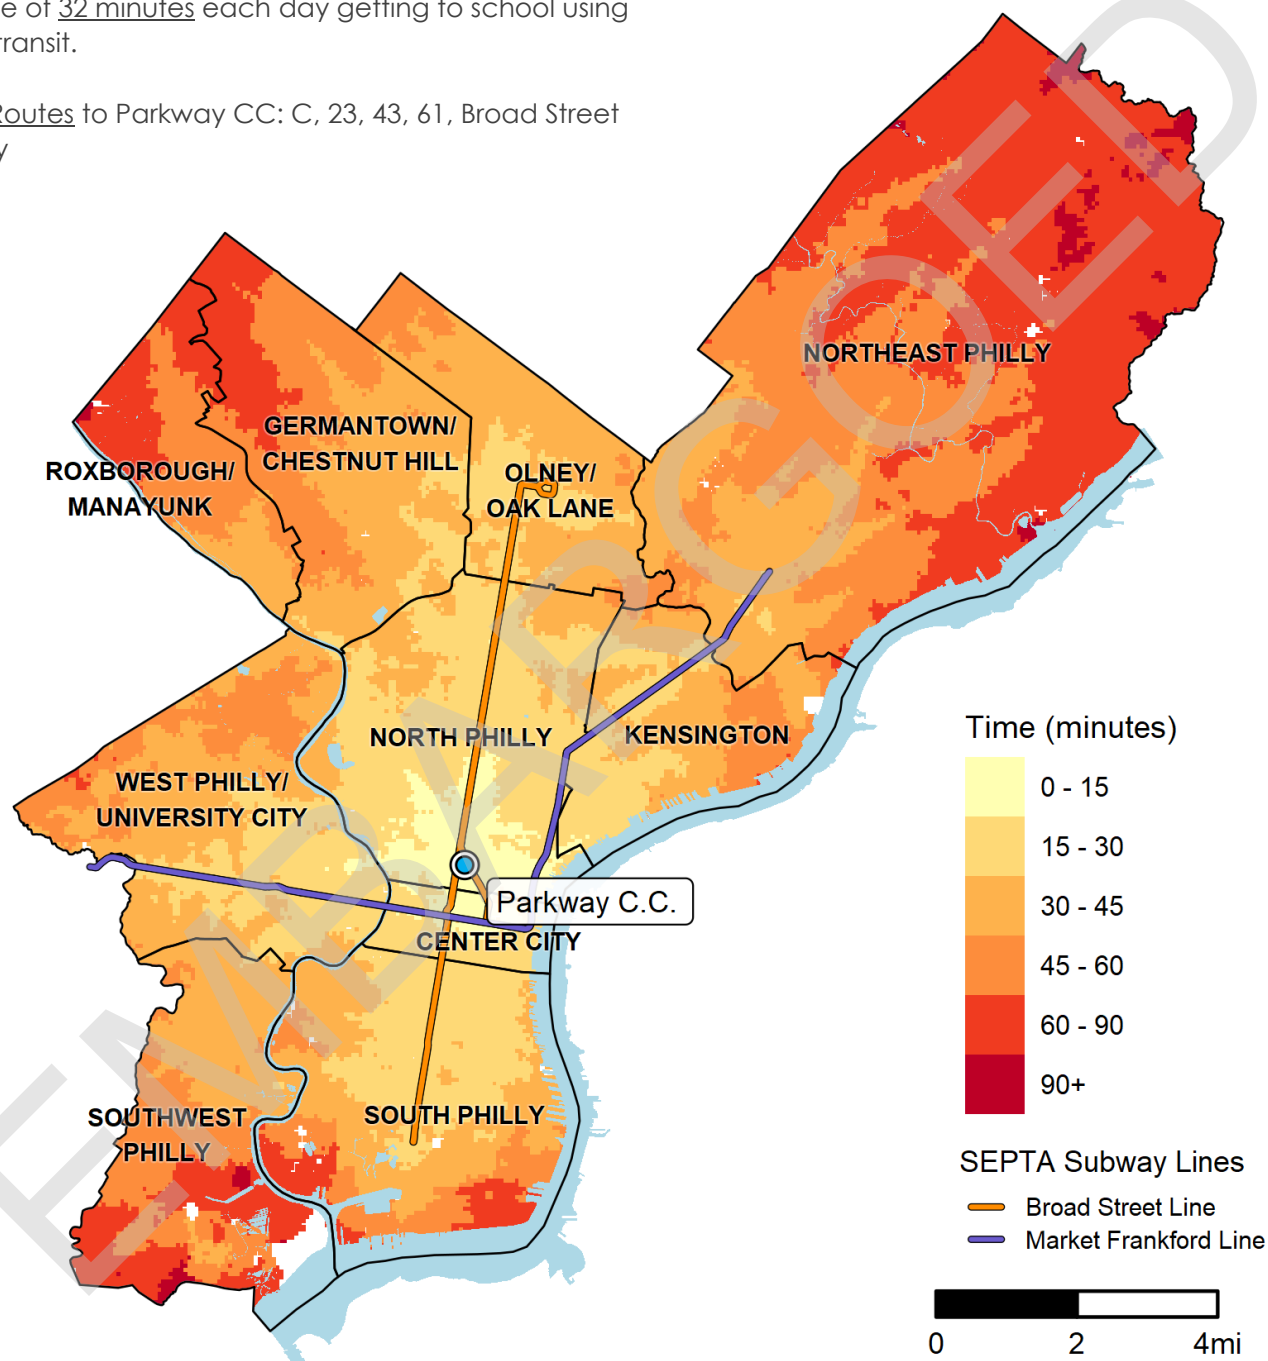 e of 32 minutes each day getting to school using
transit.
Routes to Parkway CC: C, 23, 43, 61, Broad Street
y
NORTHEAST PHILLY
GERMANTOWN/
CHESTNUT HILL
ROXBOROUGH/
MANAYUNK
OLNEY/
OAK LANE
NORTH PHILLY
KENSINGTON
WEST PHILLY/
UNIVERSITY CITY
Parkway C.C.
CENTER CITY
SOUTHWEST
PHILLY
SOUTH PHILLY
Time (minutes)
0 - 15
15 - 30
30 - 45
45 - 60
60 - 90
90+
SEPTA Subway Lines
Broad Street Line
Market Frankford Line
0 2 4mi
EMBARGOED